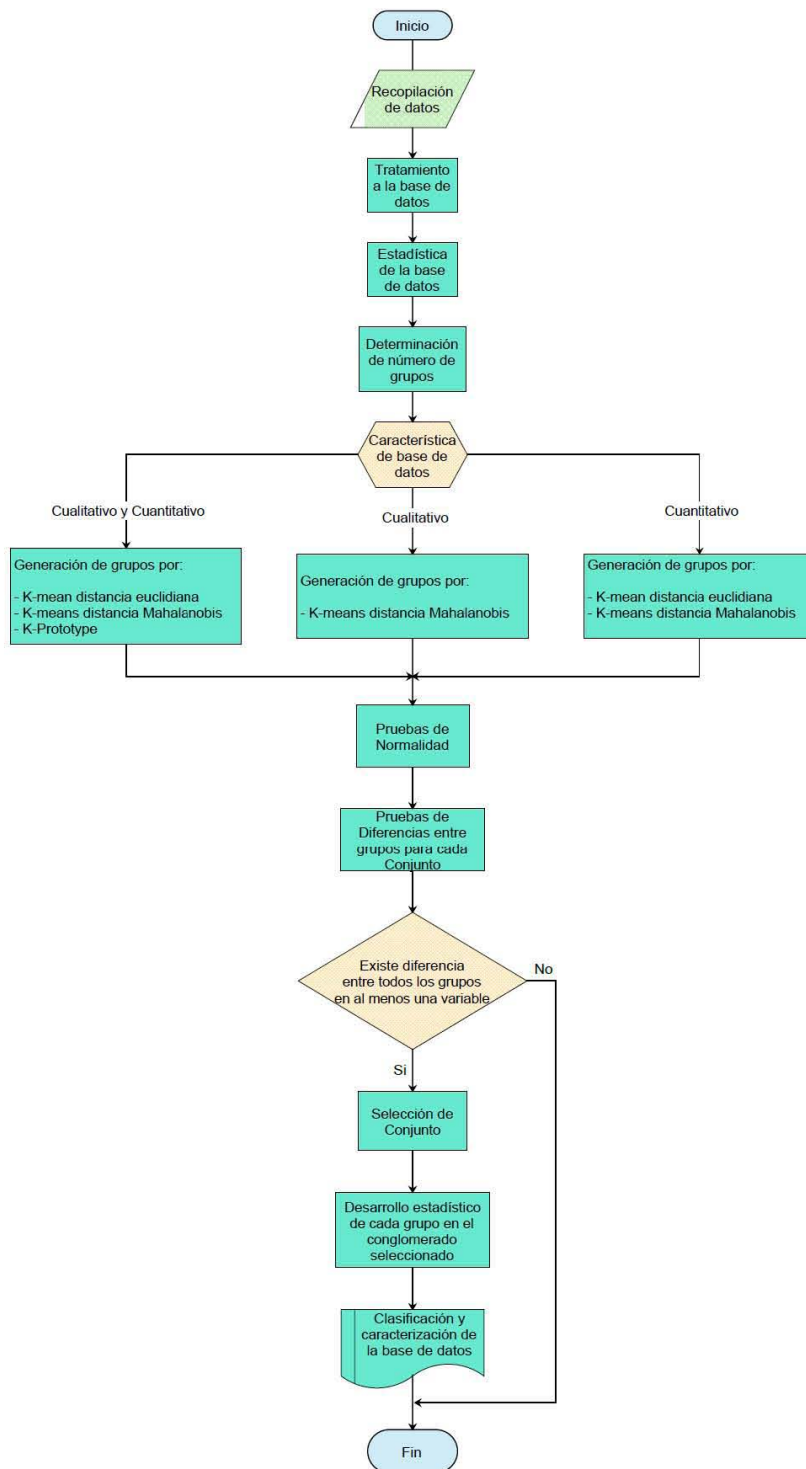 Inicio
Recopilación
de datos
Tratamiento
a la base de
datos
Estadística
de la base
de datos
Determinación
de número de
grupos
Característica
de base de
datos
Cualitativo y Cuantitativo
Cualitativo
Cuantitativo
Generación de grupos por:
- K-mean distancia euclidiana
- K-means distancia Mahalanobis
- K-Prototype
Generación de grupos por:
- K-means distancia Mahalanobis
Generación de grupos por:
- K-mean distancia euclidiana
- K-means distancia Mahalanobis
Pruebas de
Normalidad
Pruebas de
Diferencias entre
grupos para cada
Conjunto
Existe diferencia
entre todos los grupos
en al menos una variable
No
Si
Selección de
Conjunto
Desarrollo estadístico
de cada grupo en el
conglomerado
seleccionado
Clasificación y
caracterización de
la base de datos
Fin